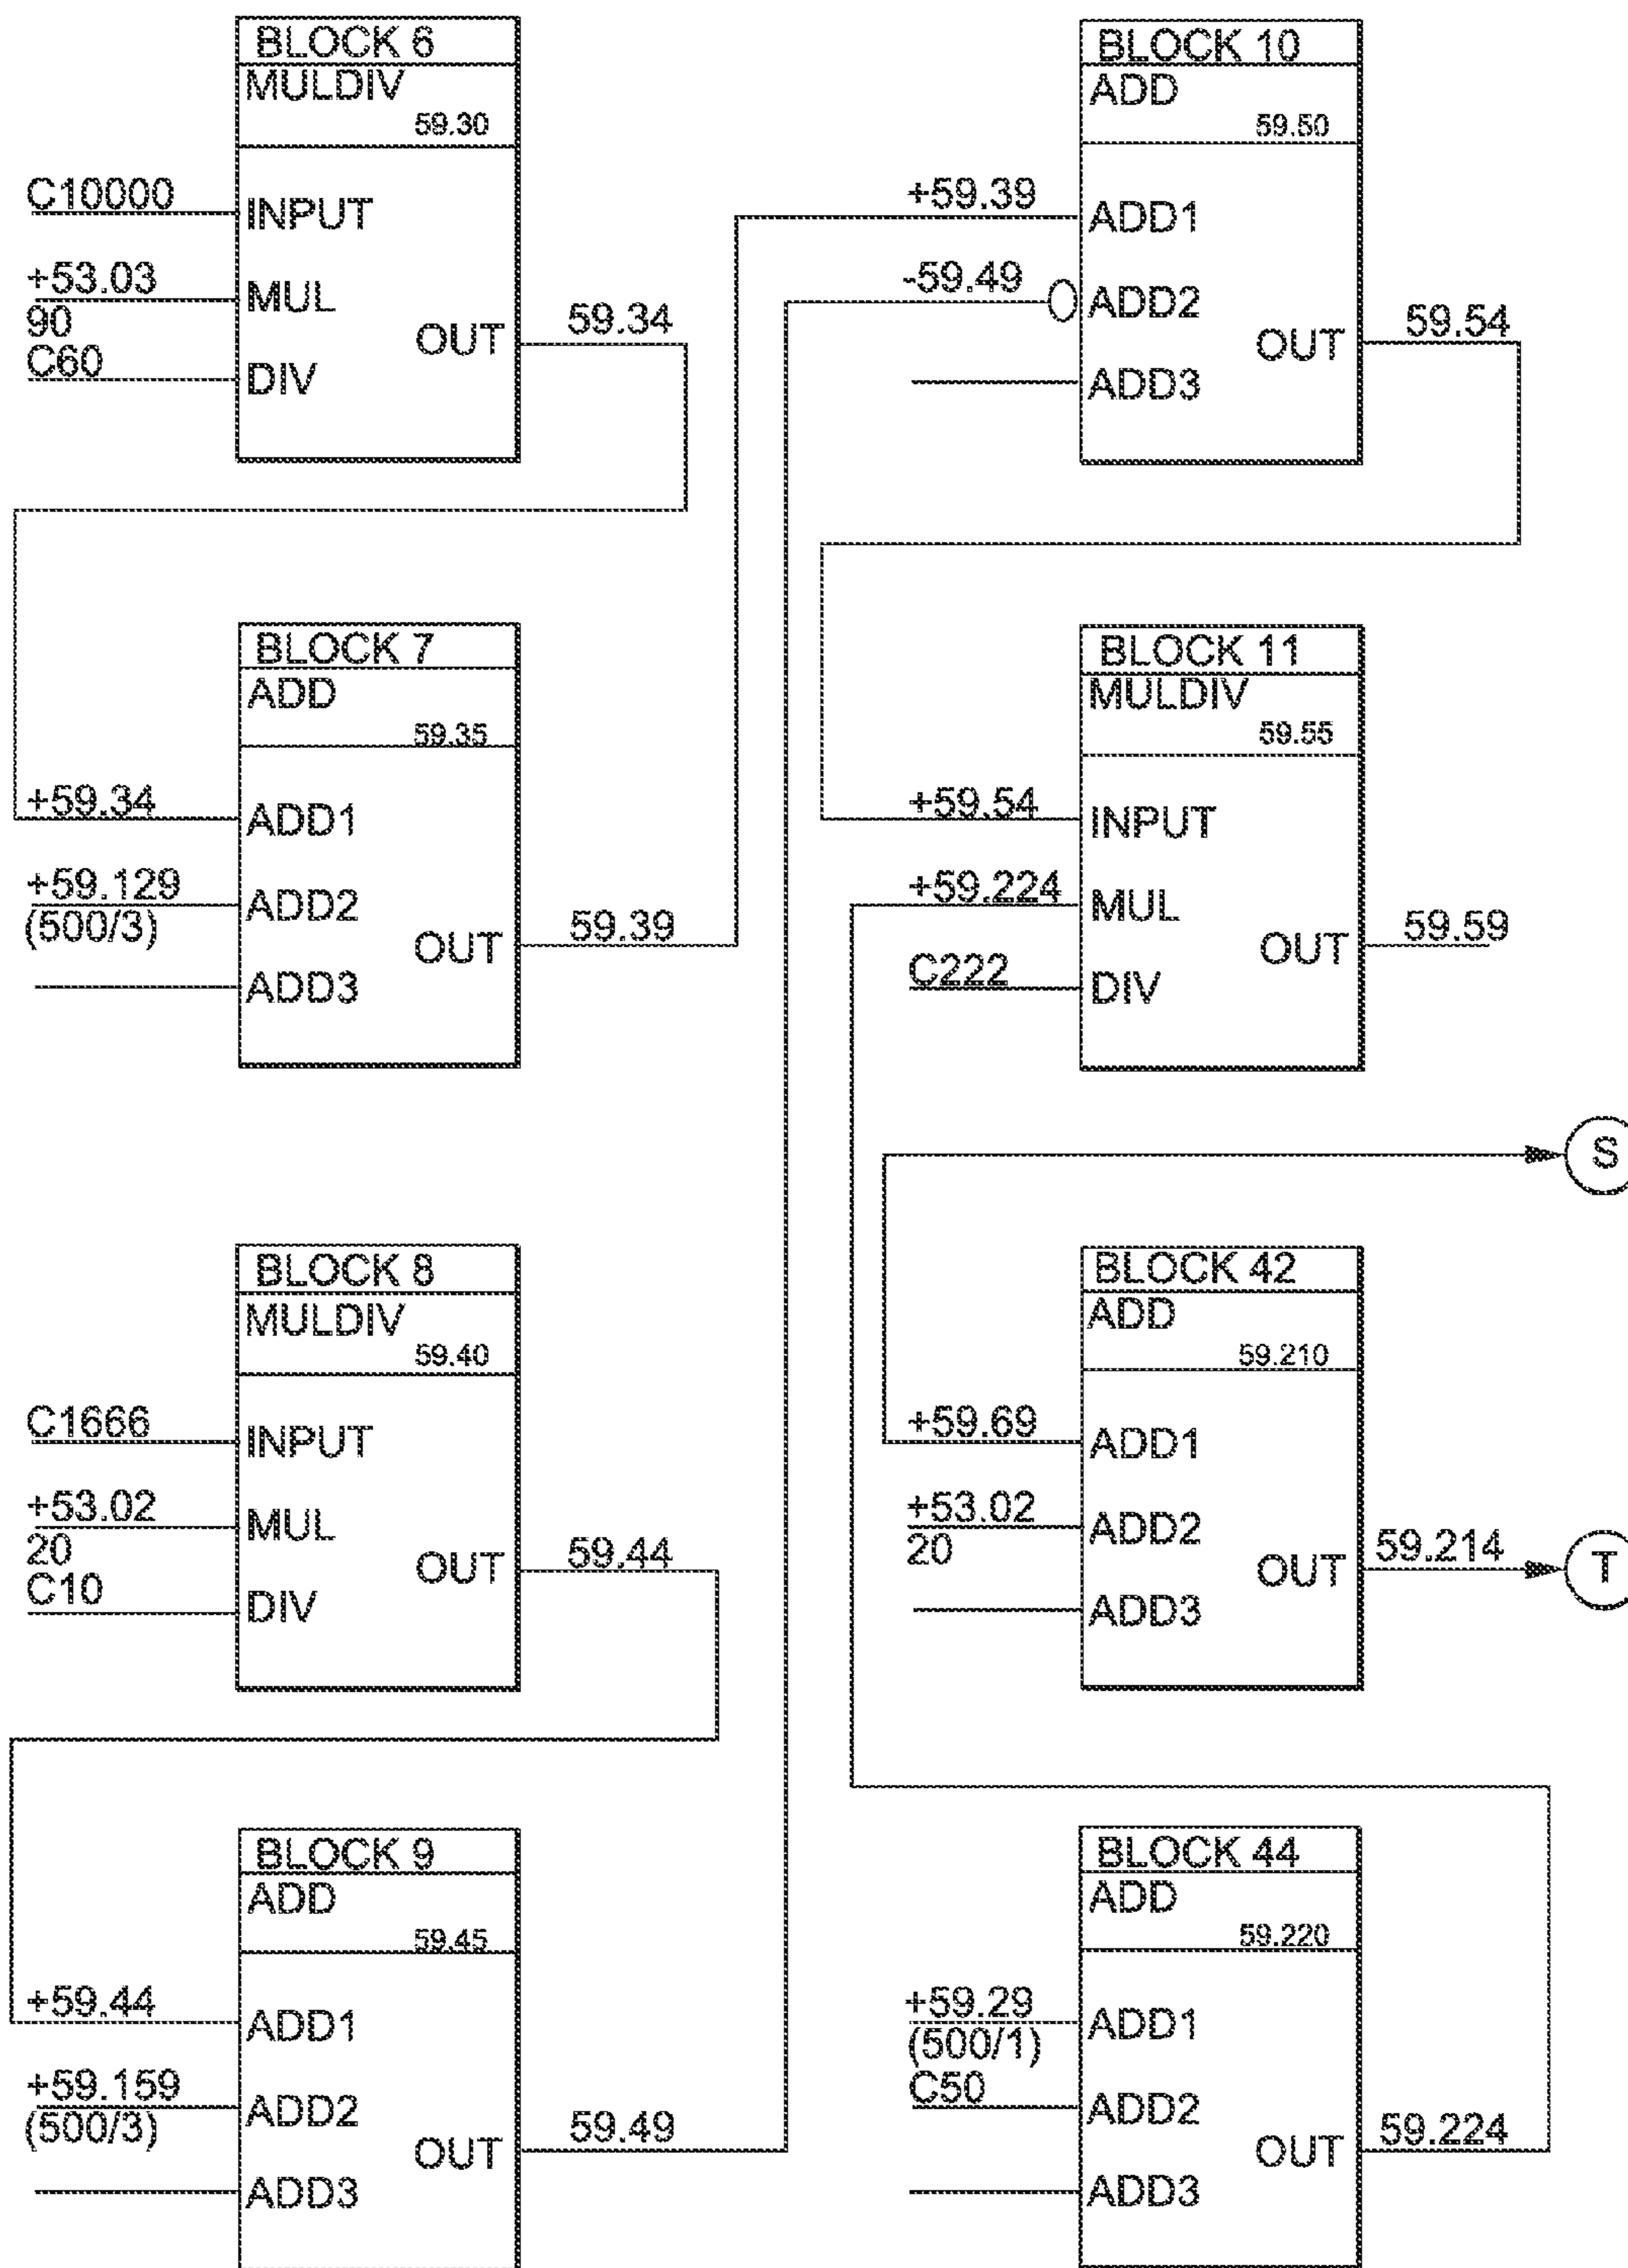 BLOCK 6
MULDIV
59.30
C10000
INPUT
+53.03
MUL
90
OUT
59.34
C60
DIV
BLOCK 7
ADD
59.35
+59.34
ADD1
+59.129
ADD2
(500/3)
OUT
59.39
ADD3
BLOCK 8
MULDIV
59.40
C1666
INPUT
+53.02
MUL
20
OUT
59.44
C10
DIV
BLOCK 9
ADD
59.45
+59.44
ADD1
+59.159
ADD2
(500/3)
OUT
59.49
ADD3
BLOCK 10
ADD
59.50
+59.39
ADD1
-59.49
ADD2
OUT
59.54
ADD3
BLOCK 11
MULDIV
59.55
+59.54
INPUT
+59.224
MUL
OUT
59.59
C222
DIV
S
BLOCK 42
ADD
59.210
+59.69
ADD1
+53.02
ADD2
20
OUT
59.214
T
ADD3
BLOCK 44
ADD
59.220
+59.29
ADD1
(500/1)
C50
ADD2
OUT
59.224
ADD3